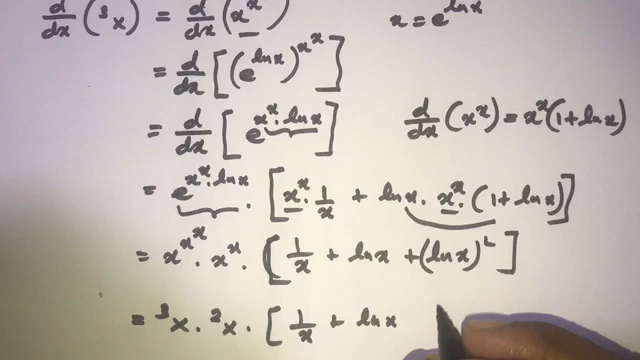 d/dx (³x) = d/dx (x^x^x)
x = e^(ln x)
= d/dx [(e^(ln x))^x^x]
= d/dx [e^(x^x · ln x)]
d/dx (x^x) = x^x (1 + ln x)
= e^(x^x · ln x) · [x^x · 1/x + ln x · x^x · (1 + ln x)]
= x^x^x · x^x · [1/x + ln x + (ln x)²]
= ³x · ²x · [1/x + ln x